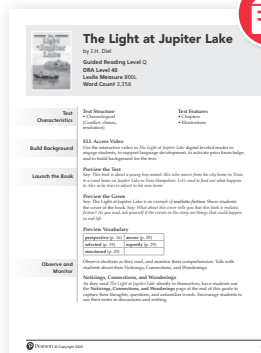 The Light at Jupiter Lake
by J.H. Diel
Guided Reading Level Q
DRA Level 40
Lexile Measure 800L
Word Count 3,356
The Light
at Jupiter
Lake
Text
Characteristics
Text Structure
• Chronological
(Conflict, climax,
resolution)
Text Features
• Chapters
• Illustrations
Build Background
ELL Access Video
Use the interactive video in The Light at Jupiter Lake digital leveled reader to
engage students, to support language development, to activate prior knowledge,
and to build background for the text.
Launch the Book
Preview the Text
Say: This book is about a young boy named Alex who moves from his city home in Texas
to a rural home on Jupiter Lake in New Hampshire. Let's read to find out what happens
to Alex as he tries to adjust to his new home.
Preview the Genre
Say: The Light at Jupiter Lake is an example of realistic fiction. Show students
the cover of the book. Say: What about this cover tells you that this book is realistic
fiction? As you read, ask yourself if the events in the story are things that could happen
in real life.
Preview Vocabulary
perspective (p. 16) access (p. 28)
selected (p. 19) expertly (p. 29)
structured (p. 25)
Observe and
Monitor
Observe students as they read, and monitor their comprehension. Talk with
students about their Noticings, Connections, and Wonderings.
Noticings, Connections, and Wonderings
As they read The Light at Jupiter Lake silently to themselves, have students use
the Noticings, Connections, and Wonderings page at the end of this guide to
capture their thoughts, questions, and unfamiliar words. Encourage students to
use their notes in discussions and writing.
Pearson © Copyright 2020